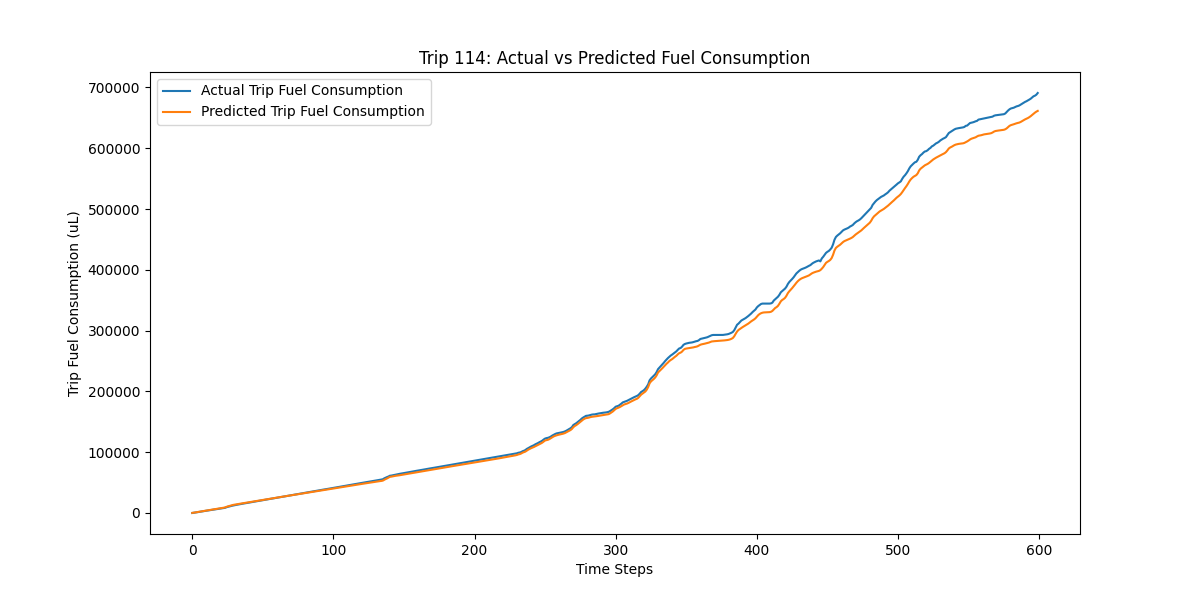 Trip 114: Actual vs Predicted Fuel Consumption
Actual Trip Fuel Consumption
Predicted Trip Fuel Consumption
Trip Fuel Consumption (uL)
700000
600000
500000
400000
300000
200000
100000
0
0 100 200 300 400 500 600
Time Steps